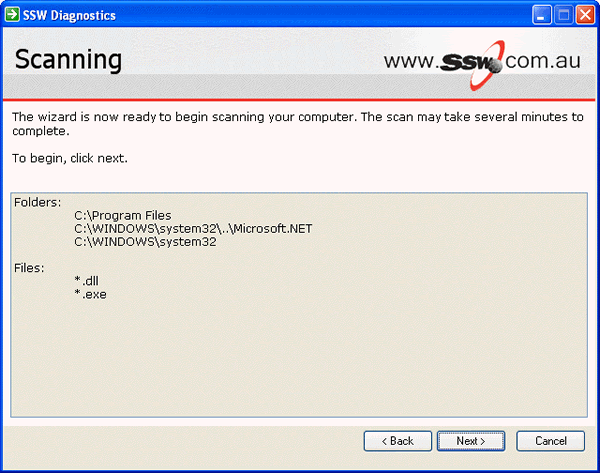 SSW Diagnostics
Scanning
www.SSW.com.au
The wizard is now ready to begin scanning your computer. The scan may take several minutes to
complete.
To begin, click next.
Folders:
C:\Program Files
C:\WINDOWS\system32\..\Microsoft.NET
C:\WINDOWS\system32
Files:
*.dll
*.exe
< Back
Next >
Cancel